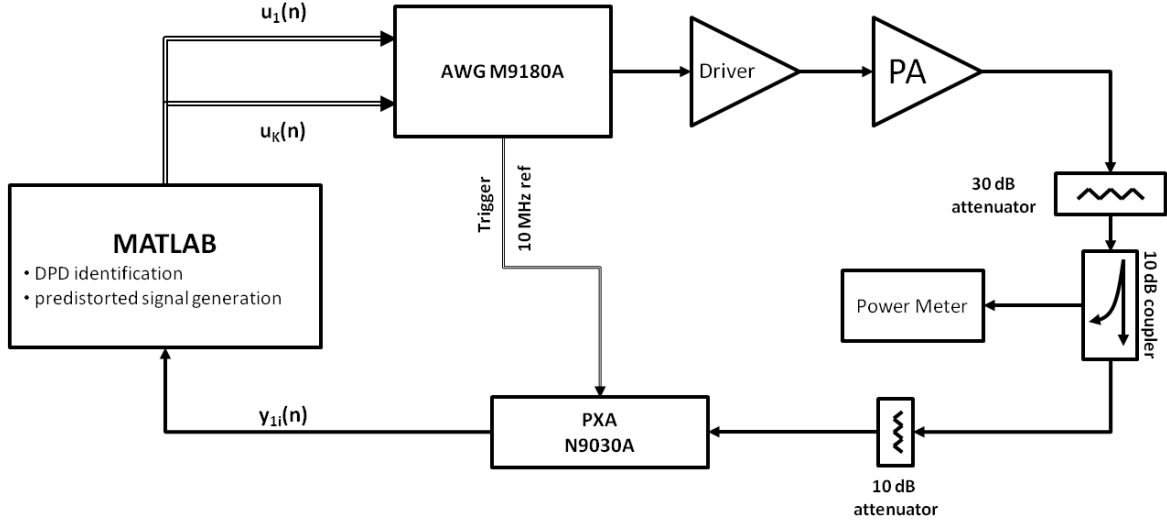 u₁(n)
AWG M9180A
Driver
PA
uₖ(n)
Trigger
10 MHz ref
30 dB
attenuator
MATLAB
• DPD identification
• predistorted signal generation
10 dB coupler
Power Meter
y₁ᵢ(n)
PXA
N9030A
10 dB
attenuator